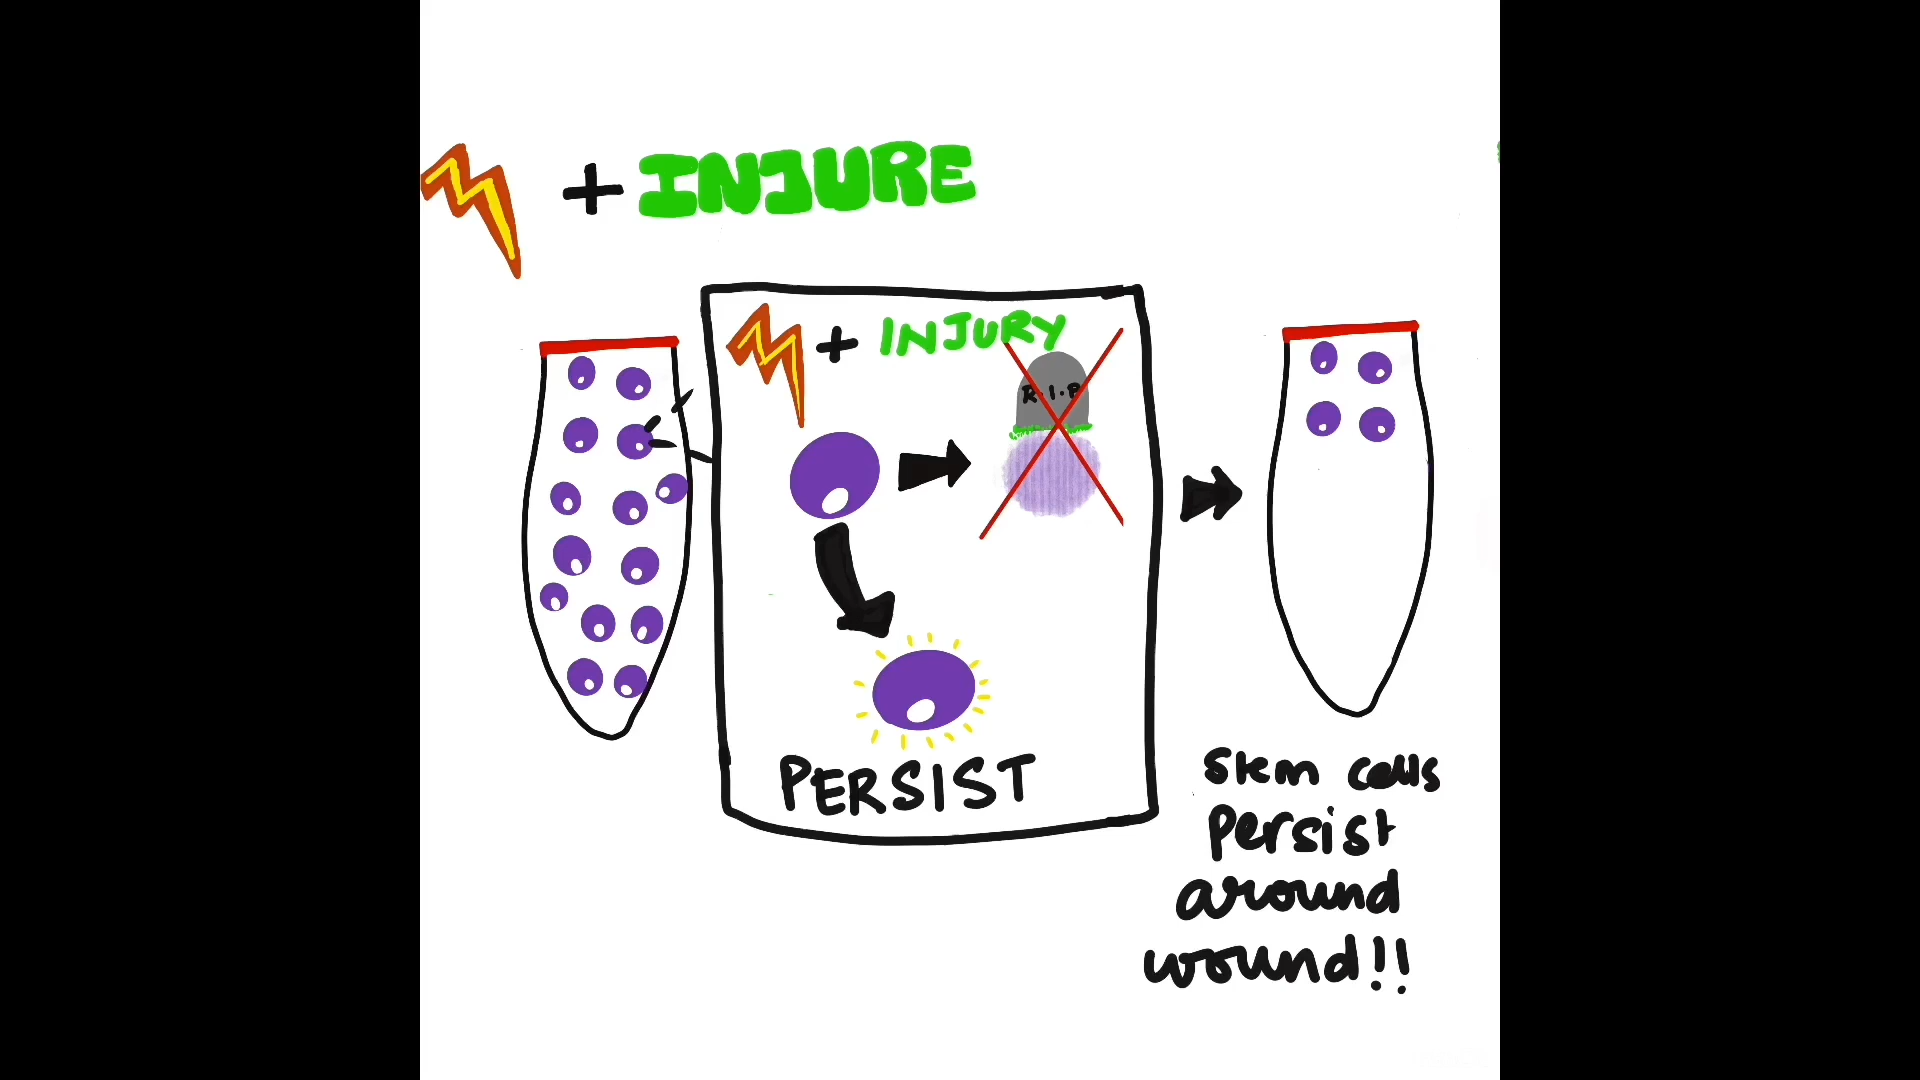 + INJURE
+ INJURY
R.I.P
PERSIST
Stem cells
Persist
around
wound!!